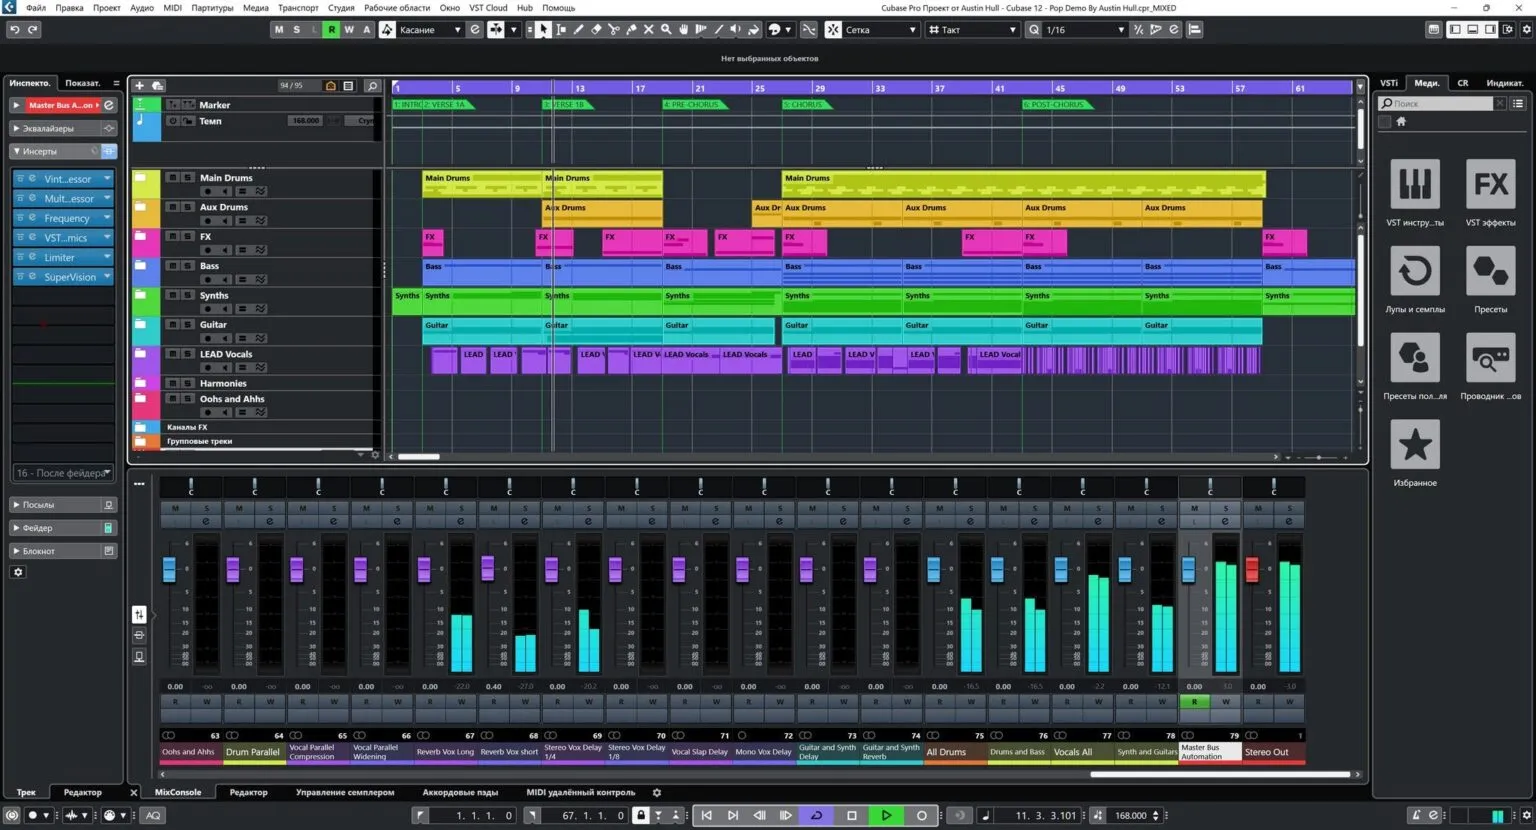 Файл Правка Проект Аудио MIDI Партитуры Медиа Транспорт Студия Рабочие области Окно VST Cloud Hub Помощь
Cubase Pro Проект от Austin Hull - Cubase 12 - Pop Demo By Austin Hull.cpr_MIXED
M S L R W A Касание Сетка Такт Q 1/16
Нет выбранных объектов
Инспекто. Показат.
Master Bus A...on
Эквалайзеры
Инсерты
Vint...essor
Mult...essor
Frequency
VST...mics
Limiter
SuperVision
16 - После фейдера
Посылы
Фейдер
Блокнот
94 / 95
1 5 9 13 17 21 25 29 33 37 41 45 49 53 57 61
Marker
1: INTRO 2: VERSE 1A 3: VERSE 1B 4: PRE-CHORUS 5: CHORUS 6: POST-CHORUS
Темп 168.000 Ступ
Main Drums
Main Drums Main Drums Main Drums
Aux Drums
Aux Drums Aux Dr Aux Drums Aux Drums Aux Drums Aux Drums
FX
FX FX FX FX FX FX FX FX FX
Bass
Bass Bass Bass Bass Bass Bass Bass Bass
Synths
Synths Synths Synths Synths Synths Synths Synths Synths Synths
Guitar
Guitar Guitar Guitar Guitar Guitar Guitar Guitar
LEAD Vocals
LEAD LEAD LEAD V LEAD V LEAD Vocals LEAD Vocals LEAD LEAD V LEAD V LEAD Vocal
Harmonies
Oohs and Ahhs
Каналы FX
Групповые треки
VSTi Меди. CR Индикат.
Поиск
VST инстру...ты VST эффекты
Лупы и семплы Пресеты
Пресеты пол...ля Проводник ...ов
Избранное
C C C C C C C C C C C C C C C C C C
M S M S M S M S M S M S M S M S M S M S M S M S M S M S M S M S M S M S
0.00 -oo 0.00 -oo 0.00 -oo 0.00 -oo 0.00 -22.0 0.40 -27.0 0.00 -20.2 0.00 -oo 0.00 -oo 0.00 -oo 0.00 -oo 0.00 -oo 0.00 -16.5 0.00 -16.5 0.00 -2.2 0.00 -12.1 0.00 3.0 0.00 -3.0
R W R W R W R W R W R W R W R W R W R W R W R W R W R W R W R W R W R W
63 64 65 66 67 68 69 70 71 72 73 74 75 76 77 78 79 1
Oohs and Ahhs
Drum Parallel
Vocal Parallel Compression
Vocal Parallel Widening
Reverb Vox Long
Reverb Vox short
Stereo Vox Delay 1/4
Stereo Vox Delay 1/8
Vocal Slap Delay
Mono Vox Delay
Guitar and Synth Delay
Guitar and Synth Reverb
All Drums
Drums and Bass
Vocals All
Synth and Guitars
Master Bus Automation
Stereo Out
Трек Редактор MixConsole Редактор Управление семплером Аккордовые пэды MIDI удалённый контроль
AQ 1. 1. 1. 0 67. 1. 1. 0 11. 3. 3.101 168.000